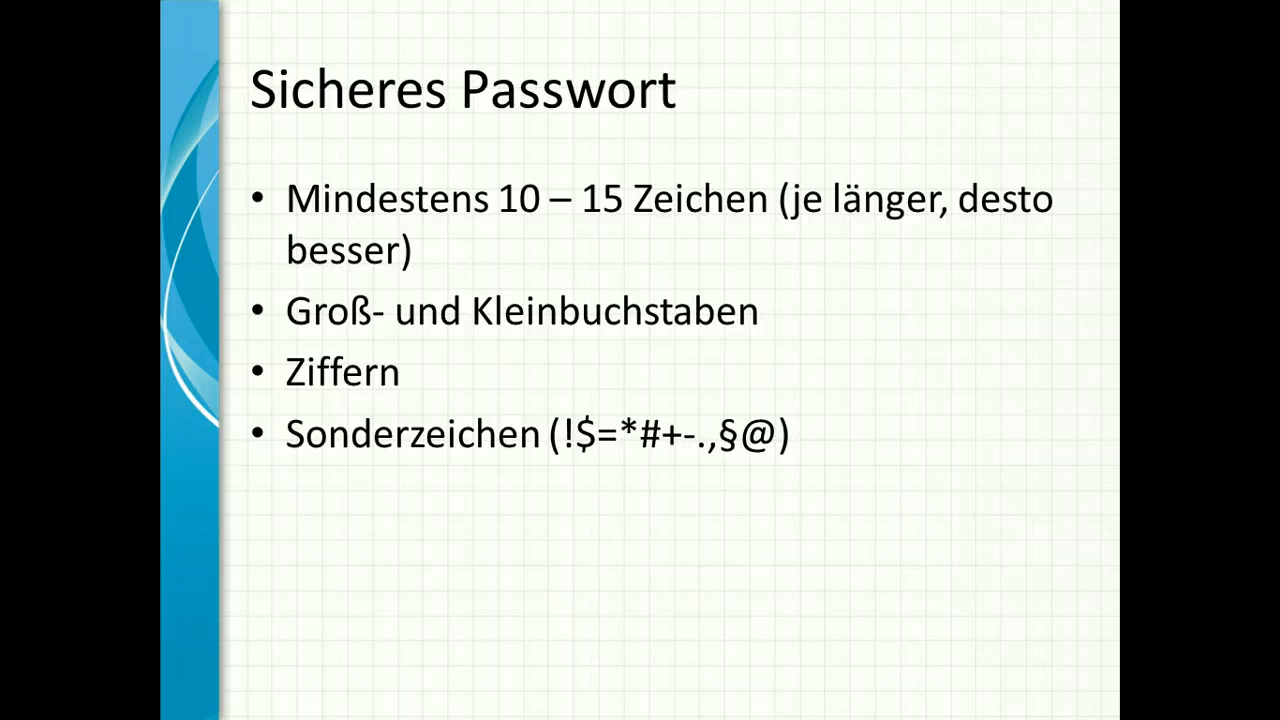 Sicheres Passwort
• Mindestens 10 – 15 Zeichen (je länger, desto
besser)
• Groß- und Kleinbuchstaben
• Ziffern
• Sonderzeichen (!$=*#+-.,§@)